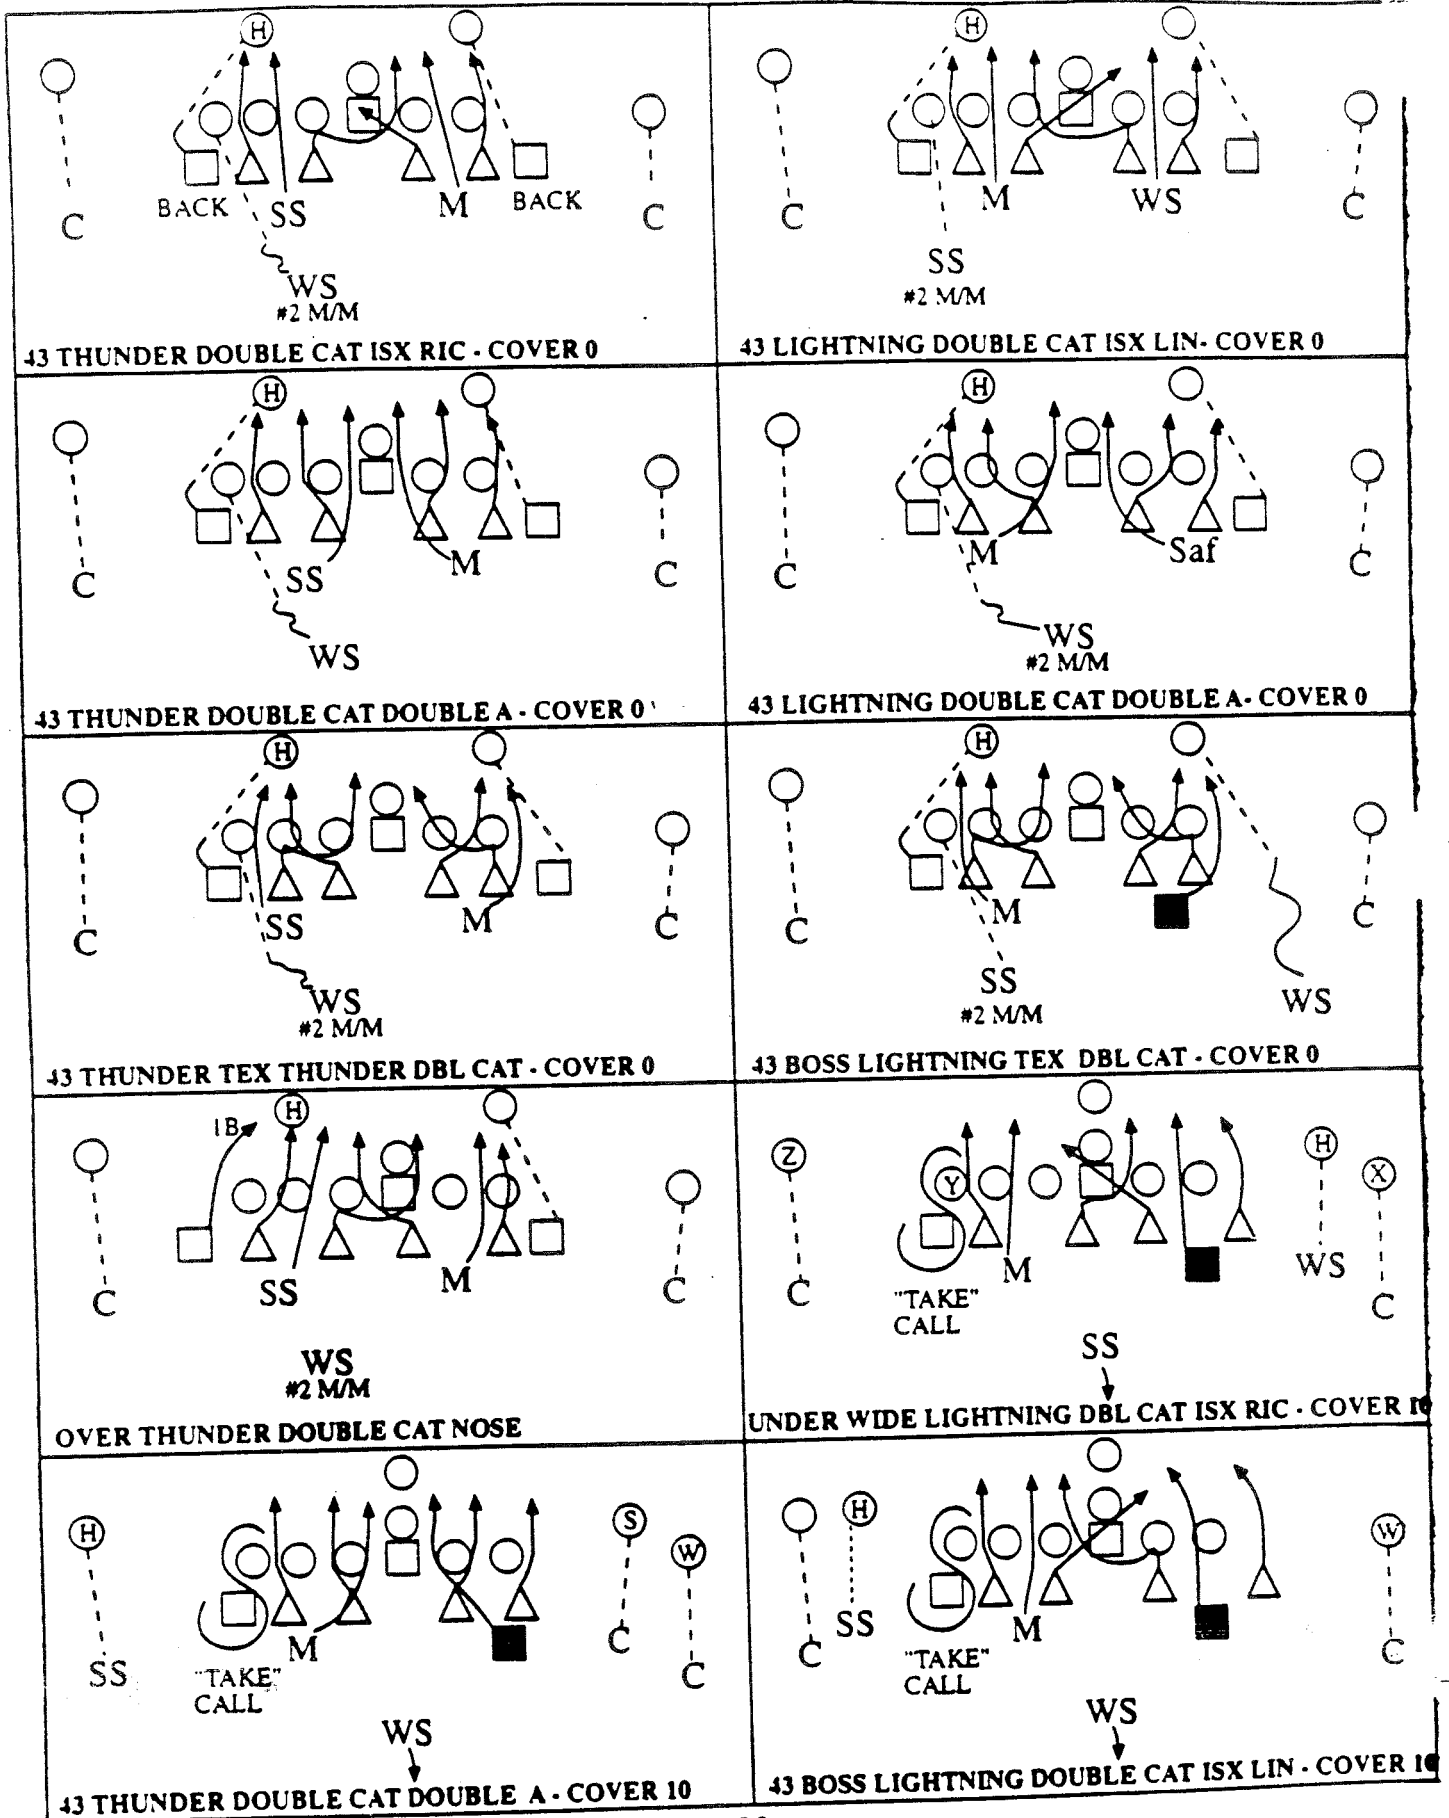 H
C
BACK
SS
M
BACK
C
WS
#2 M/M
43 THUNDER DOUBLE CAT ISX RIC - COVER 0
H
C
M
WS
C
SS
#2 M/M
43 LIGHTNING DOUBLE CAT ISX LIN- COVER 0
H
C
SS
M
C
WS
43 THUNDER DOUBLE CAT DOUBLE A - COVER 0
H
C
M
Saf
C
WS
#2 M/M
43 LIGHTNING DOUBLE CAT DOUBLE A- COVER 0
H
C
SS
M
C
WS
#2 M/M
43 THUNDER TEX THUNDER DBL CAT - COVER 0
H
C
M
C
SS
#2 M/M
WS
43 BOSS LIGHTNING TEX DBL CAT - COVER 0
IB
H
C
SS
M
C
WS
#2 M/M
OVER THUNDER DOUBLE CAT NOSE
Z
Y
H
X
C
M
WS
C
"TAKE"
CALL
SS
UNDER WIDE LIGHTNING DBL CAT ISX RIC - COVER 10
H
S
W
SS
M
C
C
"TAKE"
CALL
WS
43 THUNDER DOUBLE CAT DOUBLE A - COVER 10
H
W
C
SS
M
C
"TAKE"
CALL
WS
43 BOSS LIGHTNING DOUBLE CAT ISX LIN - COVER 10